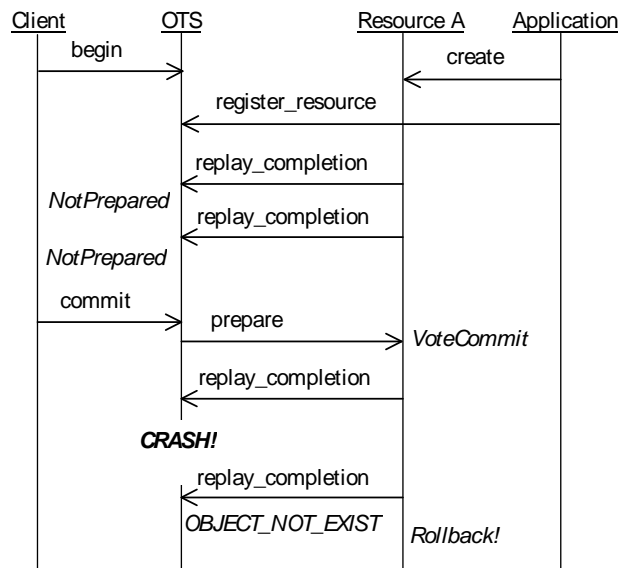 Client OTS Resource A Application
begin
create
register_resource
replay_completion
NotPrepared
replay_completion
NotPrepared
commit
prepare
VoteCommit
replay_completion
CRASH!
replay_completion
OBJECT_NOT_EXIST
Rollback!